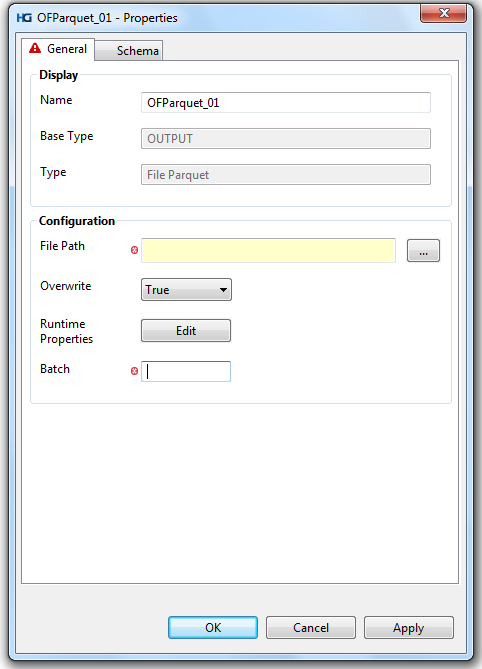 HG OFParquet_01 - Properties
General Schema
Display
Name OFParquet_01
Base Type OUTPUT
Type File Parquet
Configuration
File Path ...
Overwrite True
Runtime
Properties Edit
Batch
OK Cancel Apply